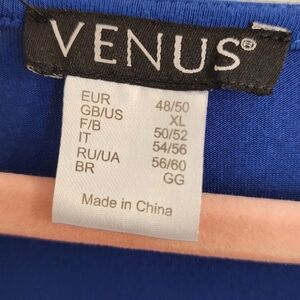 VENUS®
EUR 48/50
GB/US XL
F/B 50/52
IT 54/56
RU/UA 56/60
BR GG
Made in China